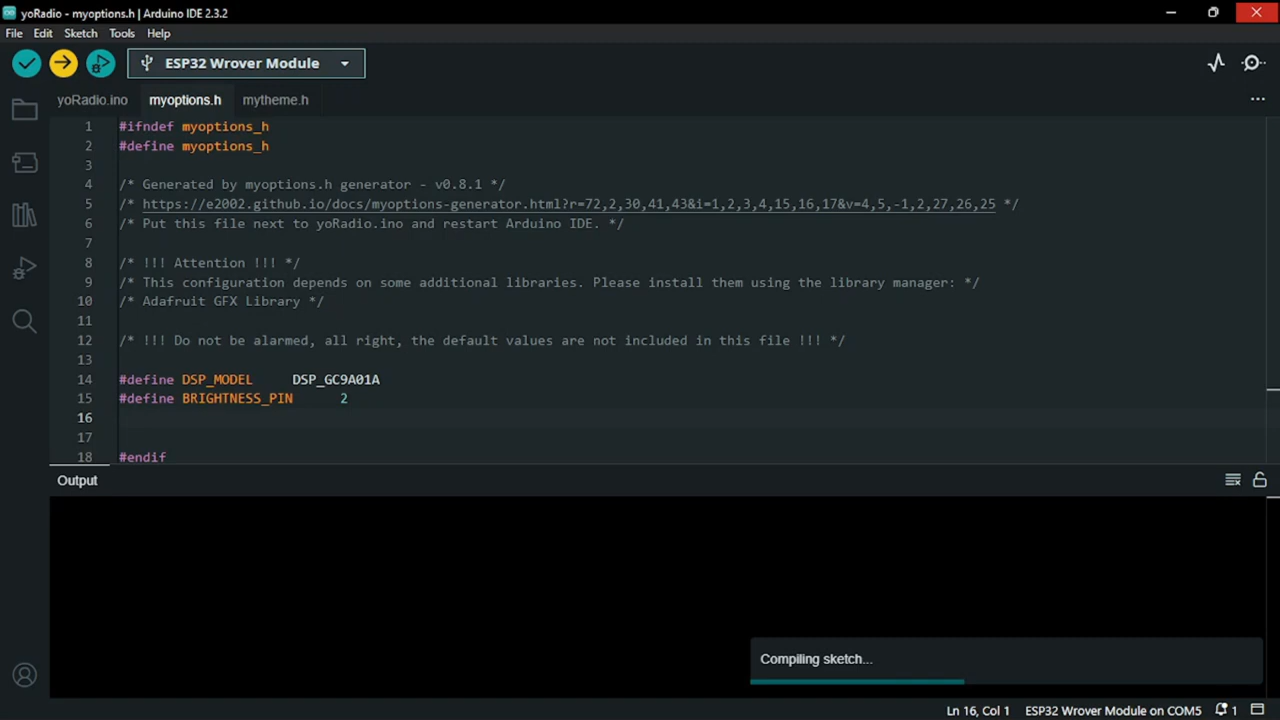 yoRadio - myoptions.h | Arduino IDE 2.3.2
File Edit Sketch Tools Help
ESP32 Wrover Module
yoRadio.ino myoptions.h mytheme.h
1 #ifndef myoptions_h
2 #define myoptions_h
3
4 /* Generated by myoptions.h generator - v0.8.1 */
5 /* https://e2002.github.io/docs/myoptions-generator.html?r=72,2,30,41,43&i=1,2,3,4,15,16,17&v=4,5,-1,2,27,26,25 */
6 /* Put this file next to yoRadio.ino and restart Arduino IDE. */
7
8 /* !!! Attention !!! */
9 /* This configuration depends on some additional libraries. Please install them using the library manager: */
10 /* Adafruit GFX Library */
11
12 /* !!! Do not be alarmed, all right, the default values are not included in this file !!! */
13
14 #define DSP_MODEL DSP_GC9A01A
15 #define BRIGHTNESS_PIN 2
16
17
18 #endif
Output
Compiling sketch...
Ln 16, Col 1 ESP32 Wrover Module on COM5 1